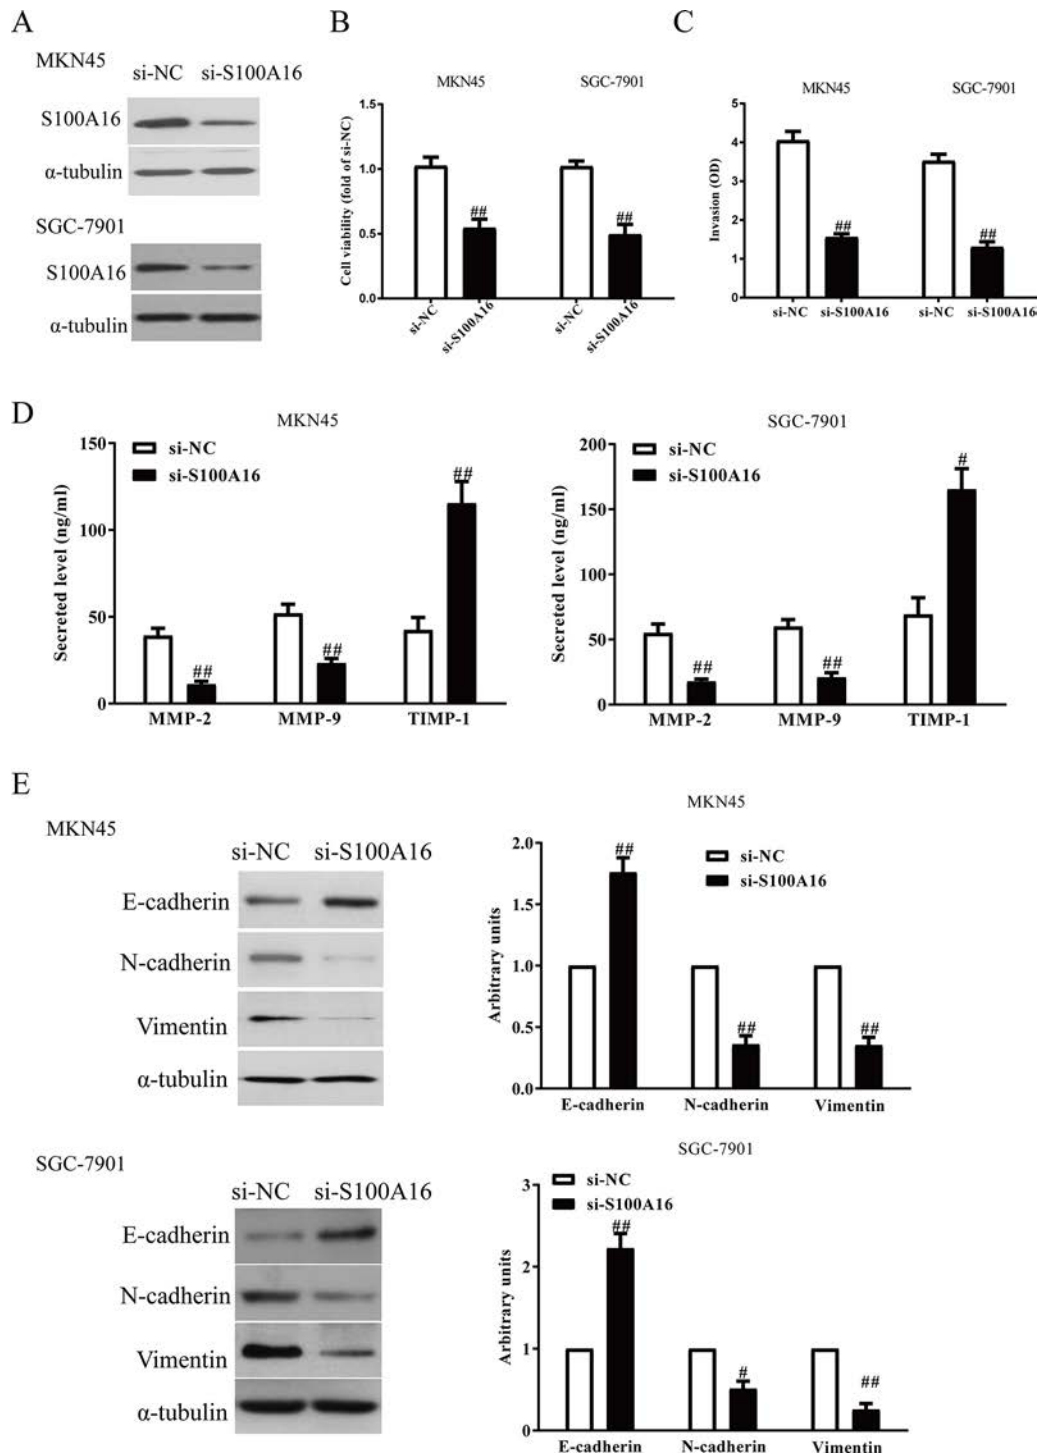 A
MKN45
si-NC si-S100A16
S100A16
α-tubulin
SGC-7901
S100A16
α-tubulin
B
MKN45 SGC-7901
Cell viability (fold of si-NC)
1.5
1.0
0.5
0.0
## ##
si-NC si-S100A16 si-NC si-S100A16
C
MKN45 SGC-7901
Invasion (OD)
5
4
3
2
1
0
## ##
si-NC si-S100A16 si-NC si-S100A16
D
MKN45
si-NC
si-S100A16
Secreted level (ng/ml)
150
100
50
0
## ## ##
MMP-2 MMP-9 TIMP-1
SGC-7901
si-NC
si-S100A16
Secreted level (ng/ml)
200
150
100
50
0
## ## #
MMP-2 MMP-9 TIMP-1
E
MKN45
si-NC si-S100A16
E-cadherin
N-cadherin
Vimentin
α-tubulin
MKN45
si-NC
si-S100A16
Arbitrary units
2.0
1.5
1.0
0.5
0.0
## ## ##
E-cadherin N-cadherin Vimentin
SGC-7901
si-NC si-S100A16
E-cadherin
N-cadherin
Vimentin
α-tubulin
SGC-7901
si-NC
si-S100A16
Arbitrary units
3
2
1
0
## # ##
E-cadherin N-cadherin Vimentin